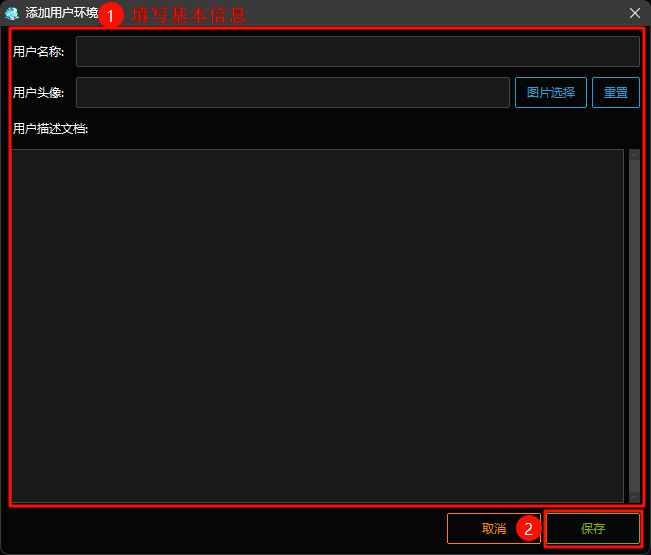 添加用户环境 1 填写基本信息
用户名称:
用户头像: 图片选择 重置
用户描述文档:
取消 2 保存